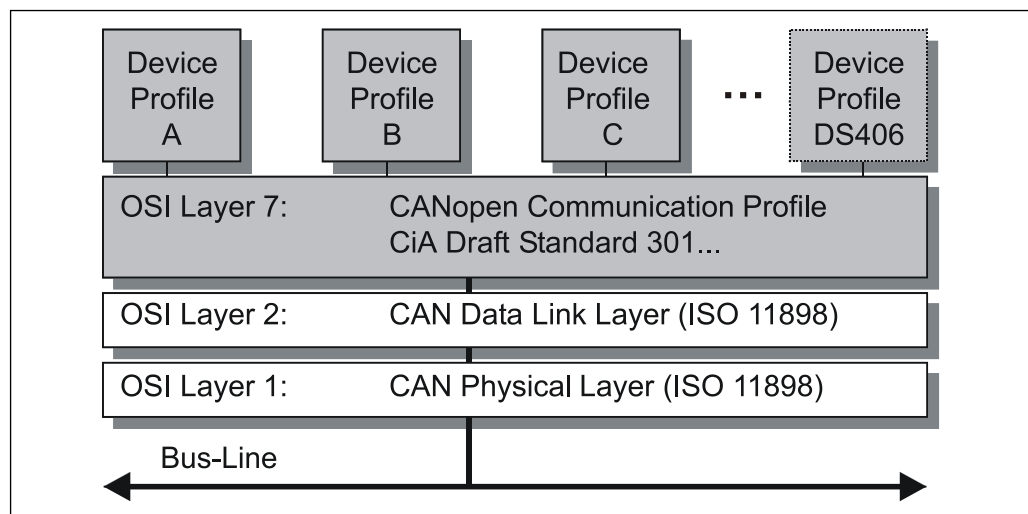 Device
Profile
A
Device
Profile
B
Device
Profile
C
...
Device
Profile
DS406
OSI Layer 7: CANopen Communication Profile
CiA Draft Standard 301...
OSI Layer 2: CAN Data Link Layer (ISO 11898)
OSI Layer 1: CAN Physical Layer (ISO 11898)
Bus-Line